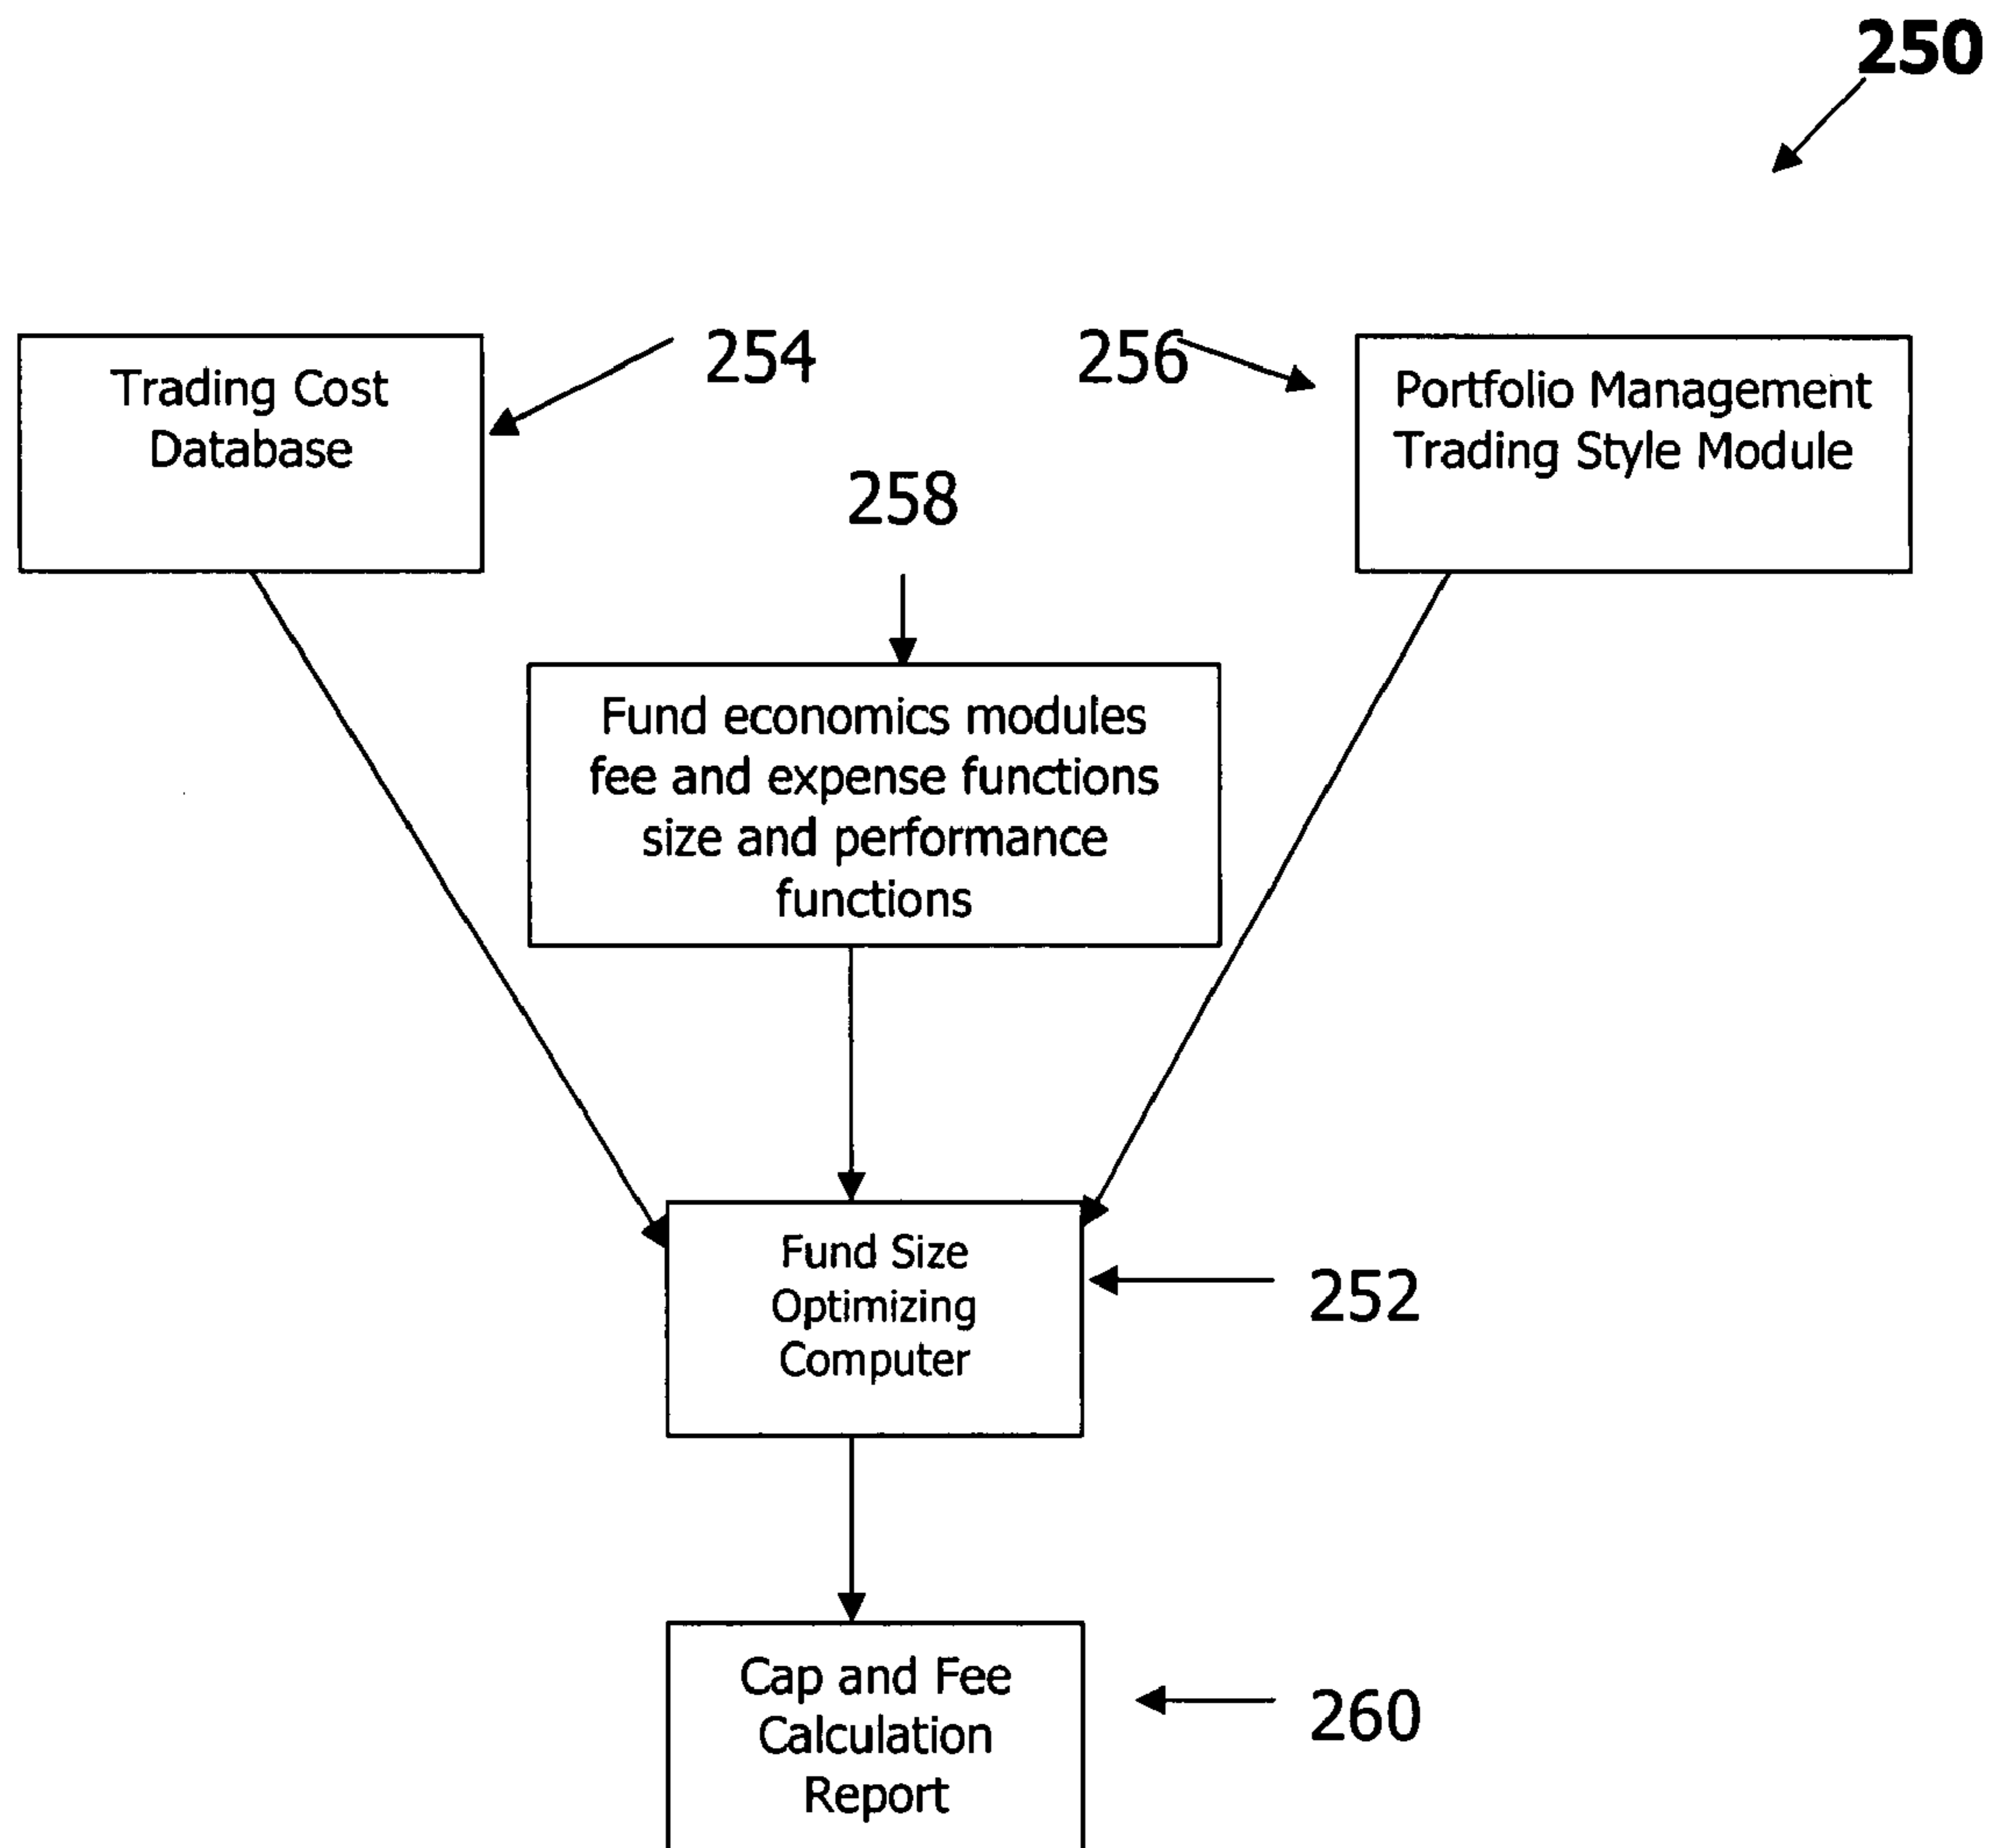 250
Trading Cost
Database
254
256
Portfolio Management
Trading Style Module
258
Fund economics modules
fee and expense functions
size and performance
functions
Fund Size
Optimizing
Computer
252
Cap and Fee
Calculation
Report
260